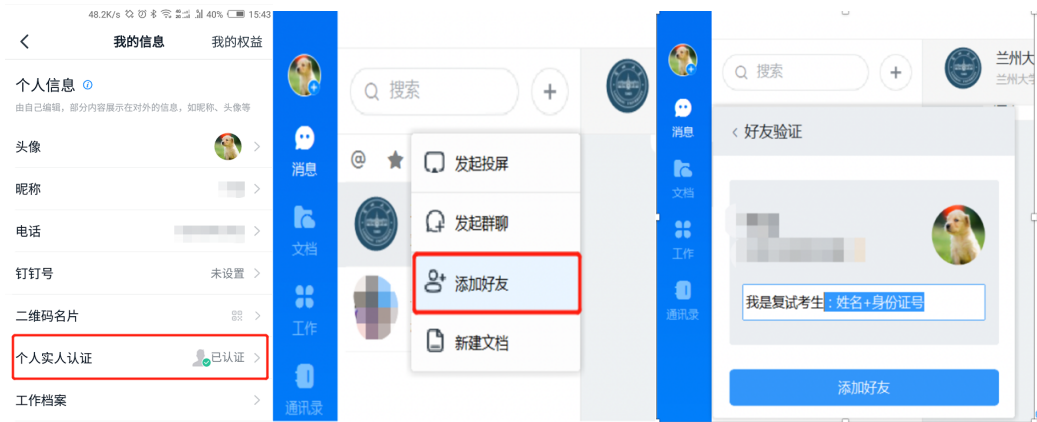 48.2K/s 40% 15:43
我的信息 我的权益
个人信息
由自己编辑，部分内容展示在对外的信息，如昵称、头像等
头像
昵称
电话
钉钉号 未设置
二维码名片
个人实人认证 已认证
工作档案
消息
文档
工作
通讯录
搜索
@
发起投屏
发起群聊
添加好友
新建文档
消息
文档
工作
通讯录
搜索
兰州大
兰州大学
好友验证
我是复试考生：姓名+身份证号
添加好友